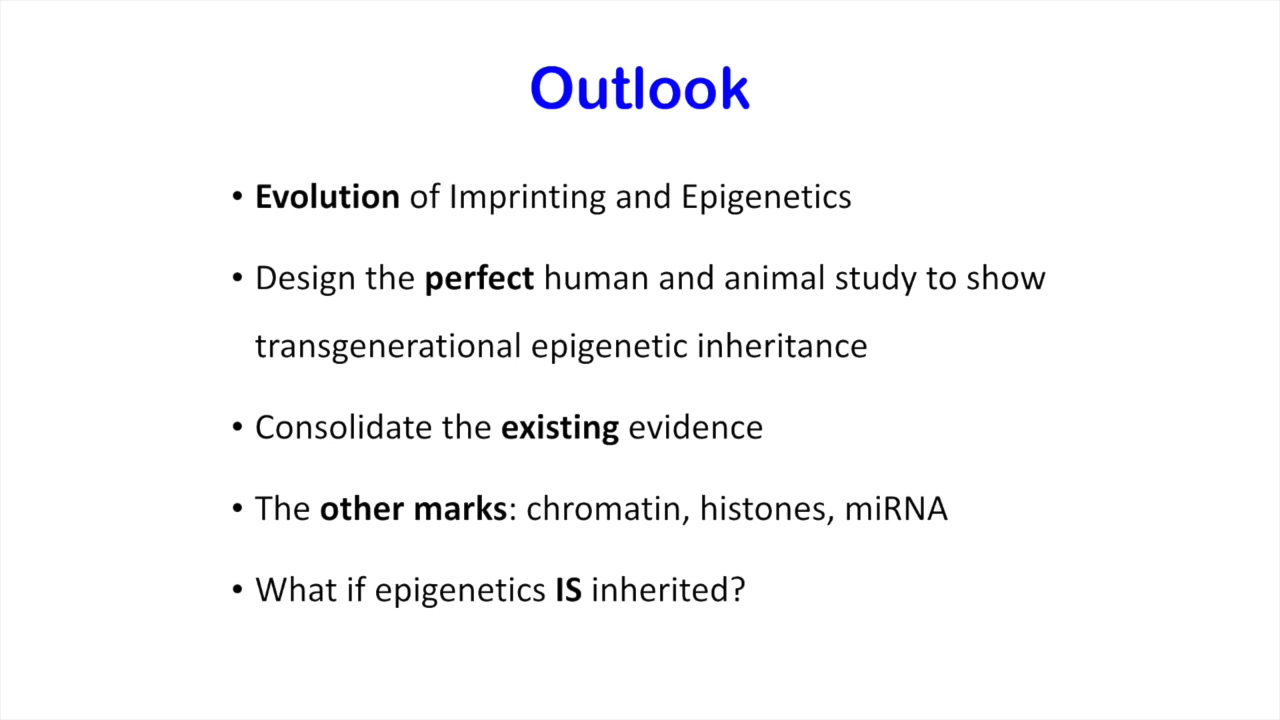 Outlook
• Evolution of Imprinting and Epigenetics
• Design the perfect human and animal study to show
transgenerational epigenetic inheritance
• Consolidate the existing evidence
• The other marks: chromatin, histones, miRNA
• What if epigenetics IS inherited?